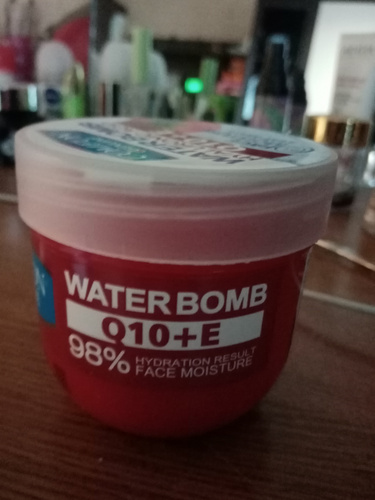 WATER BOMB
Q10+E
98% HYDRATION RESULT
FACE MOISTURE